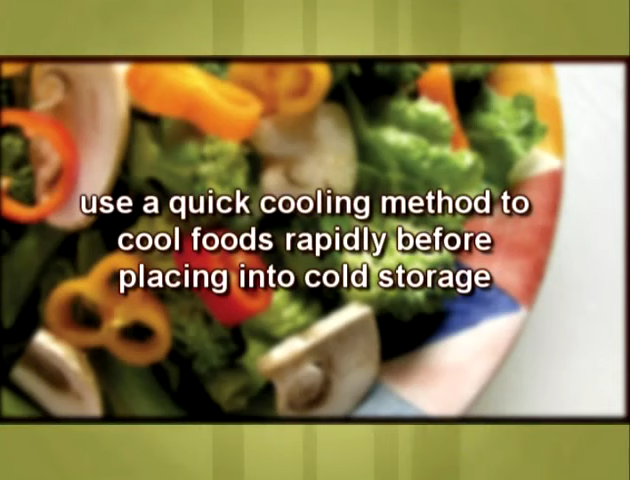 use a quick cooling method to
cool foods rapidly before
placing into cold storage